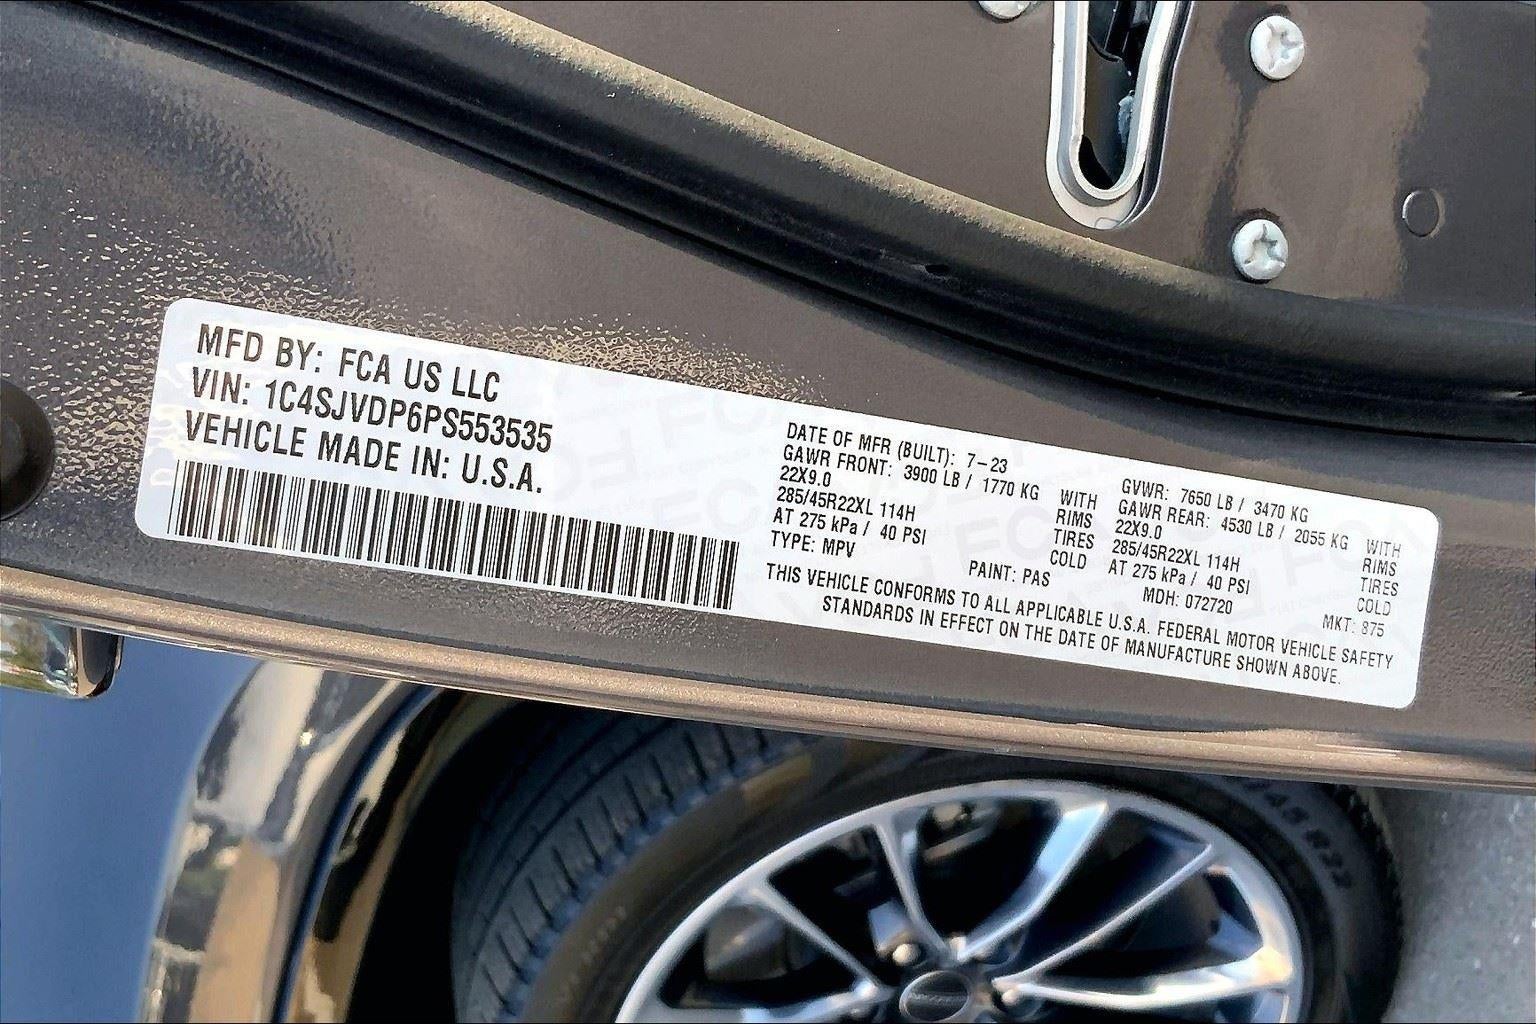 MFD BY: FCA US LLC
VIN: 1C4SJVDP6PS553535
VEHICLE MADE IN: U.S.A.
DATE OF MFR (BUILT): 7-23
GAWR FRONT: 3900 LB / 1770 KG WITH
22X9.0 RIMS
285/45R22XL 114H TIRES
AT 275 kPa / 40 PSI COLD
TYPE: MPV
PAINT: PAS
GVWR: 7650 LB / 3470 KG
GAWR REAR: 4530 LB / 2055 KG WITH
22X9.0 RIMS
285/45R22XL 114H TIRES
AT 275 kPa / 40 PSI COLD
MDH: 072720
MKT: 875
THIS VEHICLE CONFORMS TO ALL APPLICABLE U.S.A. FEDERAL MOTOR VEHICLE SAFETY
STANDARDS IN EFFECT ON THE DATE OF MANUFACTURE SHOWN ABOVE.
45 R22